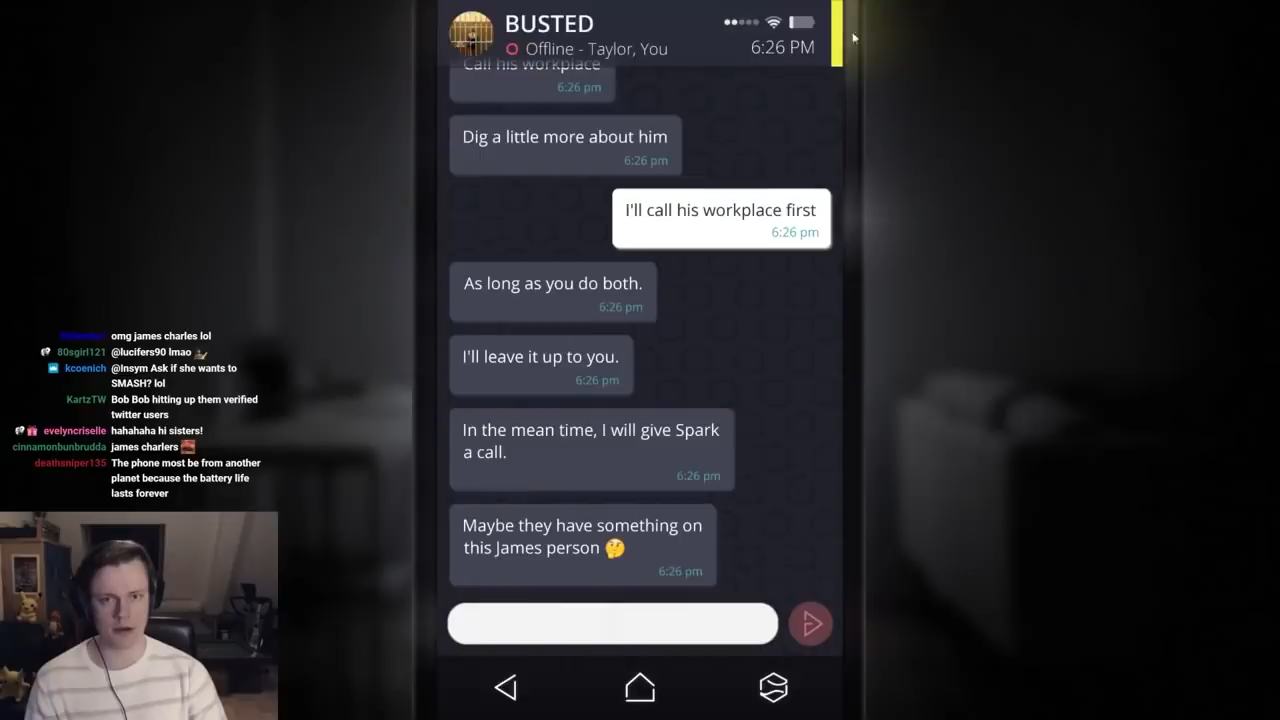 BUSTED
Offline - Taylor, You
6:26 PM
Call his workplace
6:26 pm
Dig a little more about him
6:26 pm
I'll call his workplace first
6:26 pm
As long as you do both.
6:26 pm
I'll leave it up to you.
6:26 pm
In the mean time, I will give Spark
a call.
6:26 pm
Maybe they have something on
this James person 🤔
6:26 pm
omg james charles lol
80sgirl121 @lucifers90 lmao
kcoenich @Insym Ask if she wants to
SMASH? lol
KartzTW Bob Bob hitting up them verified
twitter users
evelyncriselle hahahaha hi sisters!
cinnamonbunbrudda james charlers
deathsniper135 The phone most be from another
planet because the battery life
lasts forever